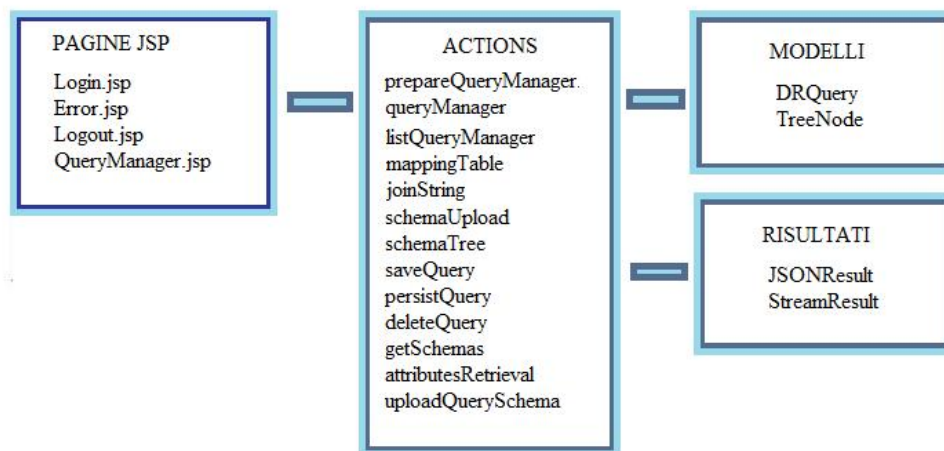 PAGINE JSP
Login.jsp
Error.jsp
Logout.jsp
QueryManager.jsp
ACTIONS
prepareQueryManager.
queryManager
listQueryManager
mappingTable
joinString
schemaUpload
schemaTree
saveQuery
persistQuery
deleteQuery
getSchemas
attributesRetrieval
uploadQuerySchema
MODELLI
DRQuery
TreeNode
RISULTATI
JSONResult
StreamResult